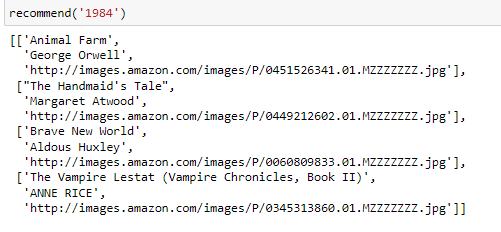 recommend('1984')
[['Animal Farm',
'George Orwell',
'http://images.amazon.com/images/P/0451526341.01.MZZZZZZZ.jpg'],
["The Handmaid's Tale",
'Margaret Atwood',
'http://images.amazon.com/images/P/0449212602.01.MZZZZZZZ.jpg'],
['Brave New World',
'Aldous Huxley',
'http://images.amazon.com/images/P/0060809833.01.MZZZZZZZ.jpg'],
['The Vampire Lestat (Vampire Chronicles, Book II)',
'ANNE RICE',
'http://images.amazon.com/images/P/0345313860.01.MZZZZZZZ.jpg']]